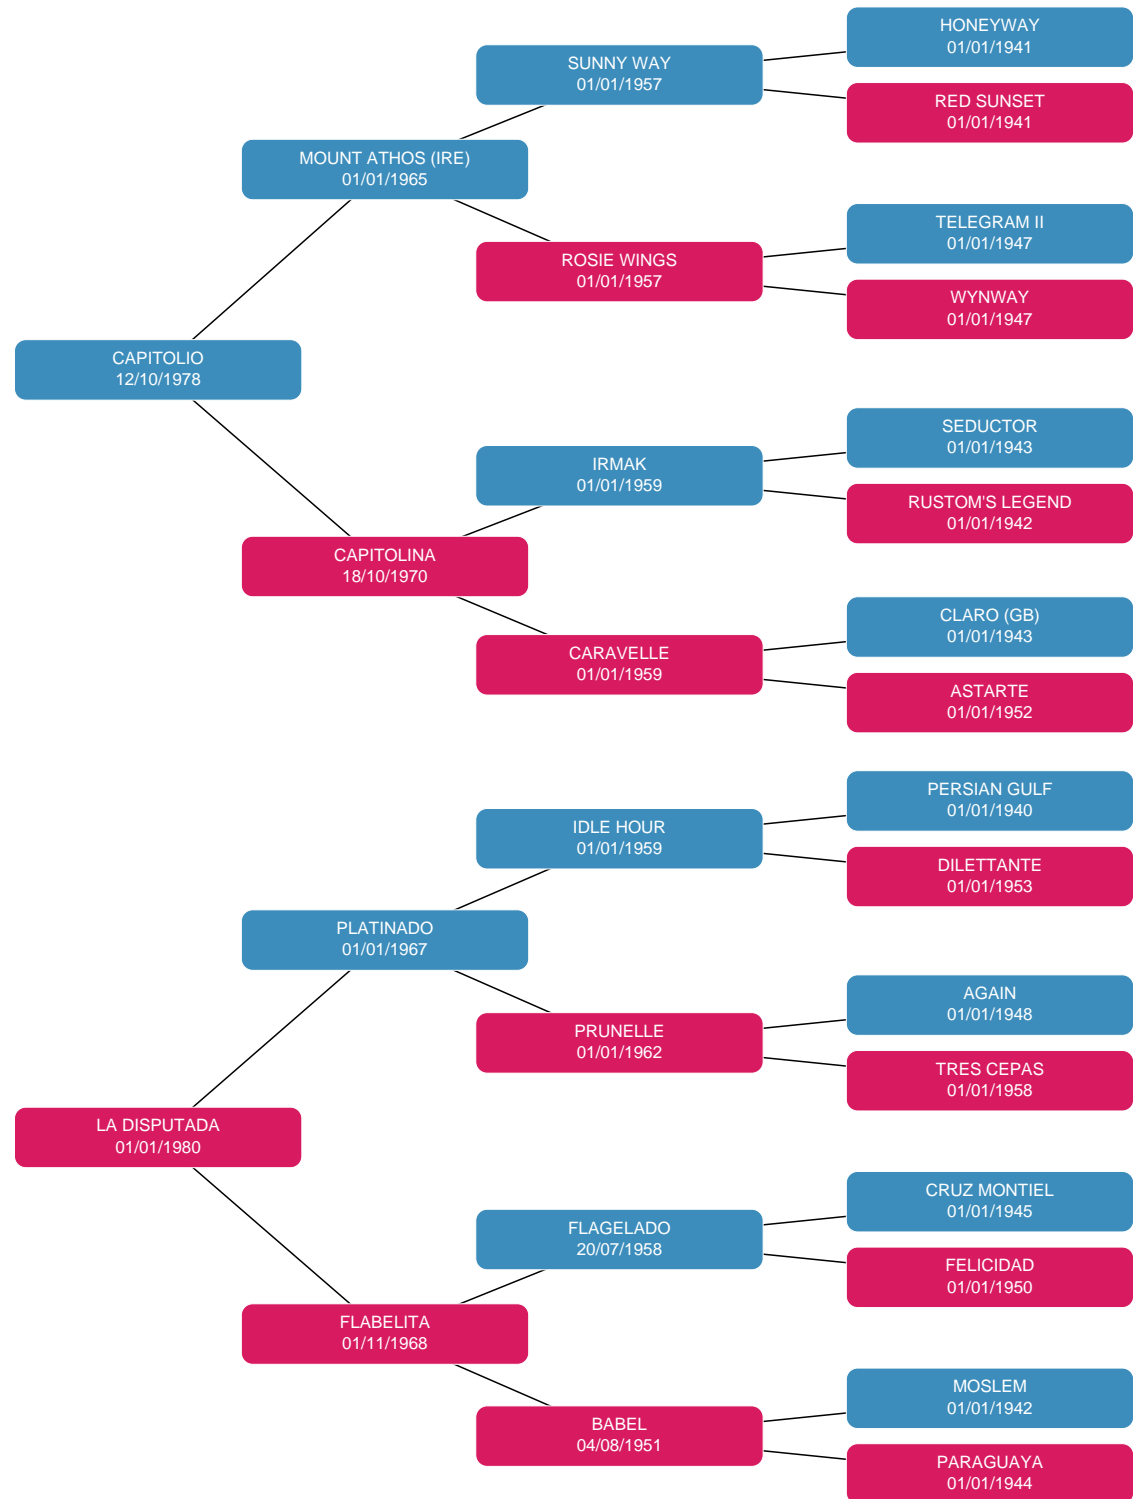 HONEYWAY
01/01/1941
SUNNY WAY
01/01/1957
RED SUNSET
01/01/1941
MOUNT ATHOS (IRE)
01/01/1965
TELEGRAM II
01/01/1947
ROSIE WINGS
01/01/1957
WYNWAY
01/01/1947
CAPITOLIO
12/10/1978
SEDUCTOR
01/01/1943
IRMAK
01/01/1959
RUSTOM'S LEGEND
01/01/1942
CAPITOLINA
18/10/1970
CLARO (GB)
01/01/1943
CARAVELLE
01/01/1959
ASTARTE
01/01/1952
PERSIAN GULF
01/01/1940
IDLE HOUR
01/01/1959
DILETTANTE
01/01/1953
PLATINADO
01/01/1967
AGAIN
01/01/1948
PRUNELLE
01/01/1962
TRES CEPAS
01/01/1958
LA DISPUTADA
01/01/1980
CRUZ MONTIEL
01/01/1945
FLAGELADO
20/07/1958
FELICIDAD
01/01/1950
FLABELITA
01/11/1968
MOSLEM
01/01/1942
BABEL
04/08/1951
PARAGUAYA
01/01/1944